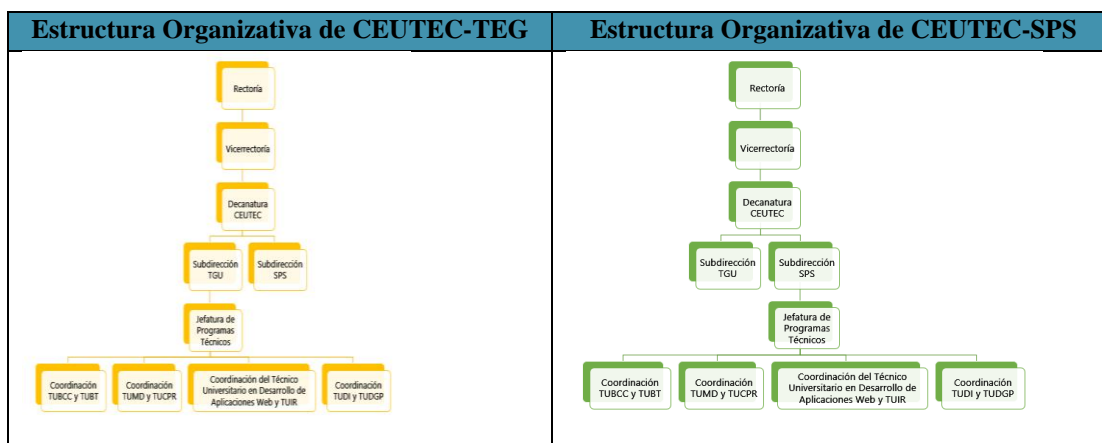 Estructura Organizativa de CEUTEC-TEG
Rectoría
Vicerrectoría
Decanatura
CEUTEC
Subdirección
TGU
Subdirección
SPS
Jefatura de
Programas
Técnicos
Coordinación
TUBCC y TUBT
Coordinación
TUMD y TUCPR
Coordinación del Técnico
Universitario en Desarrollo de
Aplicaciones Web y TUIR
Coordinación
TUDI y TUDGP
Estructura Organizativa de CEUTEC-SPS
Rectoría
Vicerrectoría
Decanatura
CEUTEC
Subdirección
TGU
Subdirección
SPS
Jefatura de
Programas
Técnicos
Coordinación
TUBCC y TUBT
Coordinación
TUMD y TUCPR
Coordinación del Técnico
Universitario en Desarrollo de
Aplicaciones Web y TUIR
Coordinación
TUDI y TUDGP